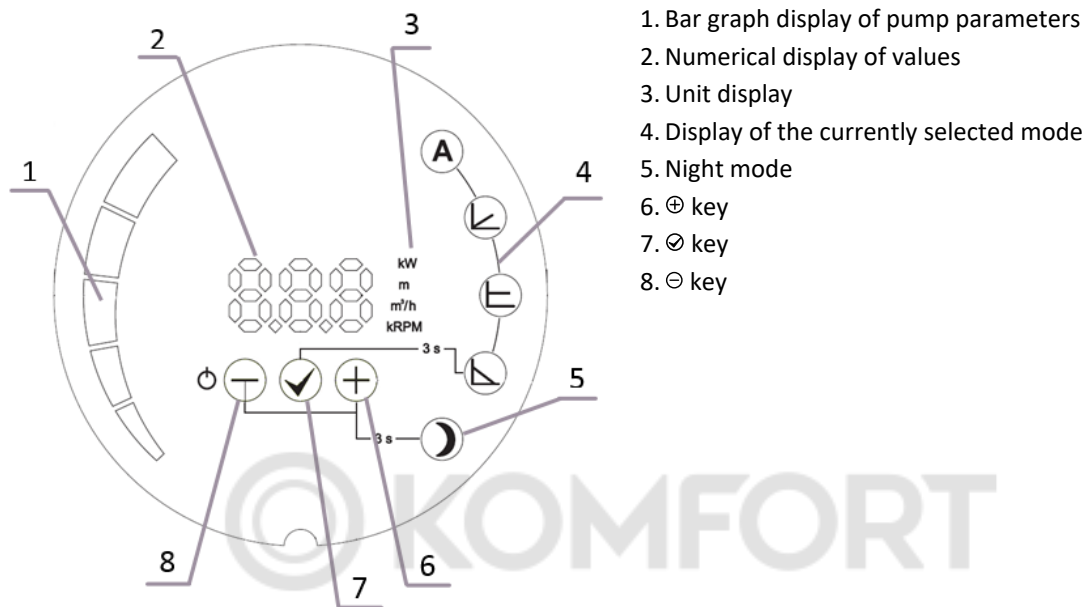 1. Bar graph display of pump parameters
2. Numerical display of values
3. Unit display
4. Display of the currently selected mode
5. Night mode
6. ⊕ key
7. ✓ key
8. ⊖ key
1
2
3
4
5
6
7
8
A
888
kW
m
m³/h
kRPM
3 s
3 s
KOMFORT